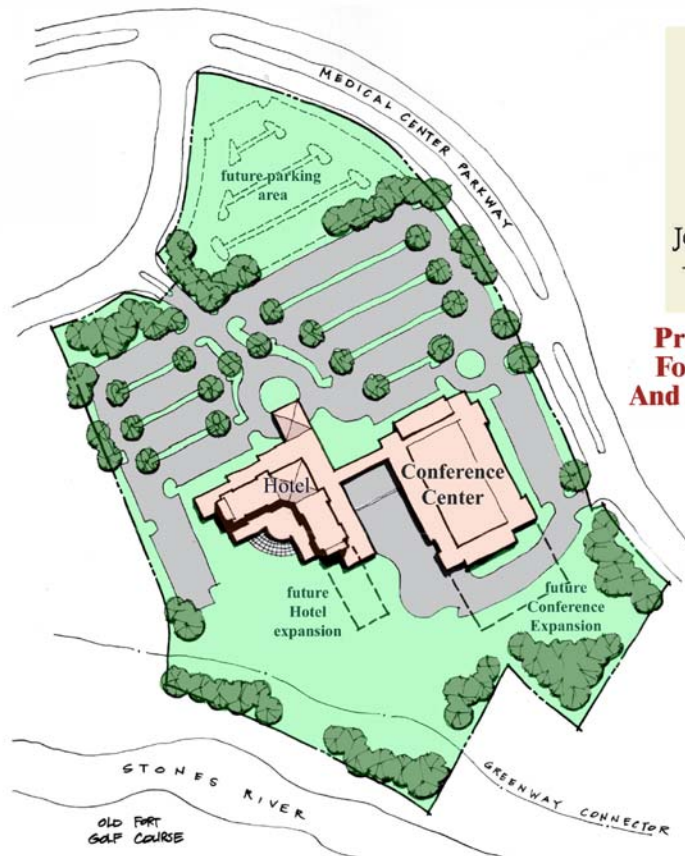 MEDICAL CENTER PARKWAY
future parking
area
Hotel
Conference
Center
future
Hotel
expansion
future
Conference
Expansion
STONES RIVER
GREENWAY CONNECTOR
OLD FORT
GOLF COURSE
And